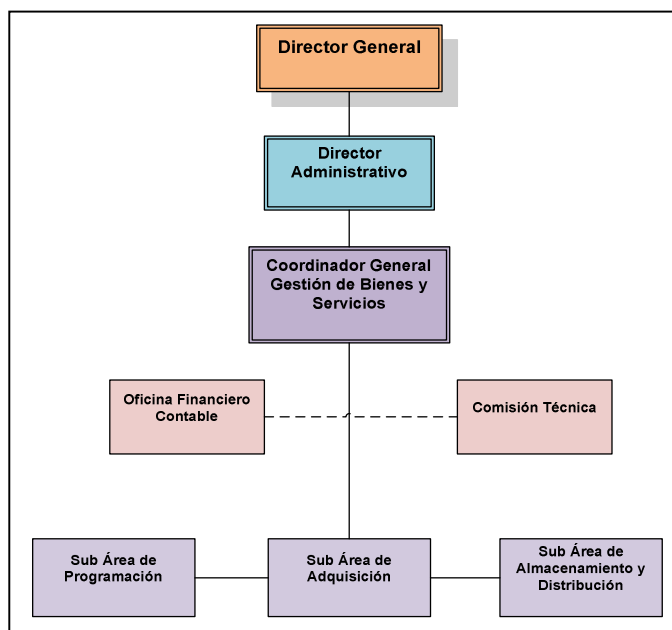 Director General
Director
Administrativo
Coordinador General
Gestión de Bienes y
Servicios
Oficina Financiero
Contable
Comisión Técnica
Sub Área de
Programación
Sub Área de
Adquisición
Sub Área de
Almacenamiento y
Distribución